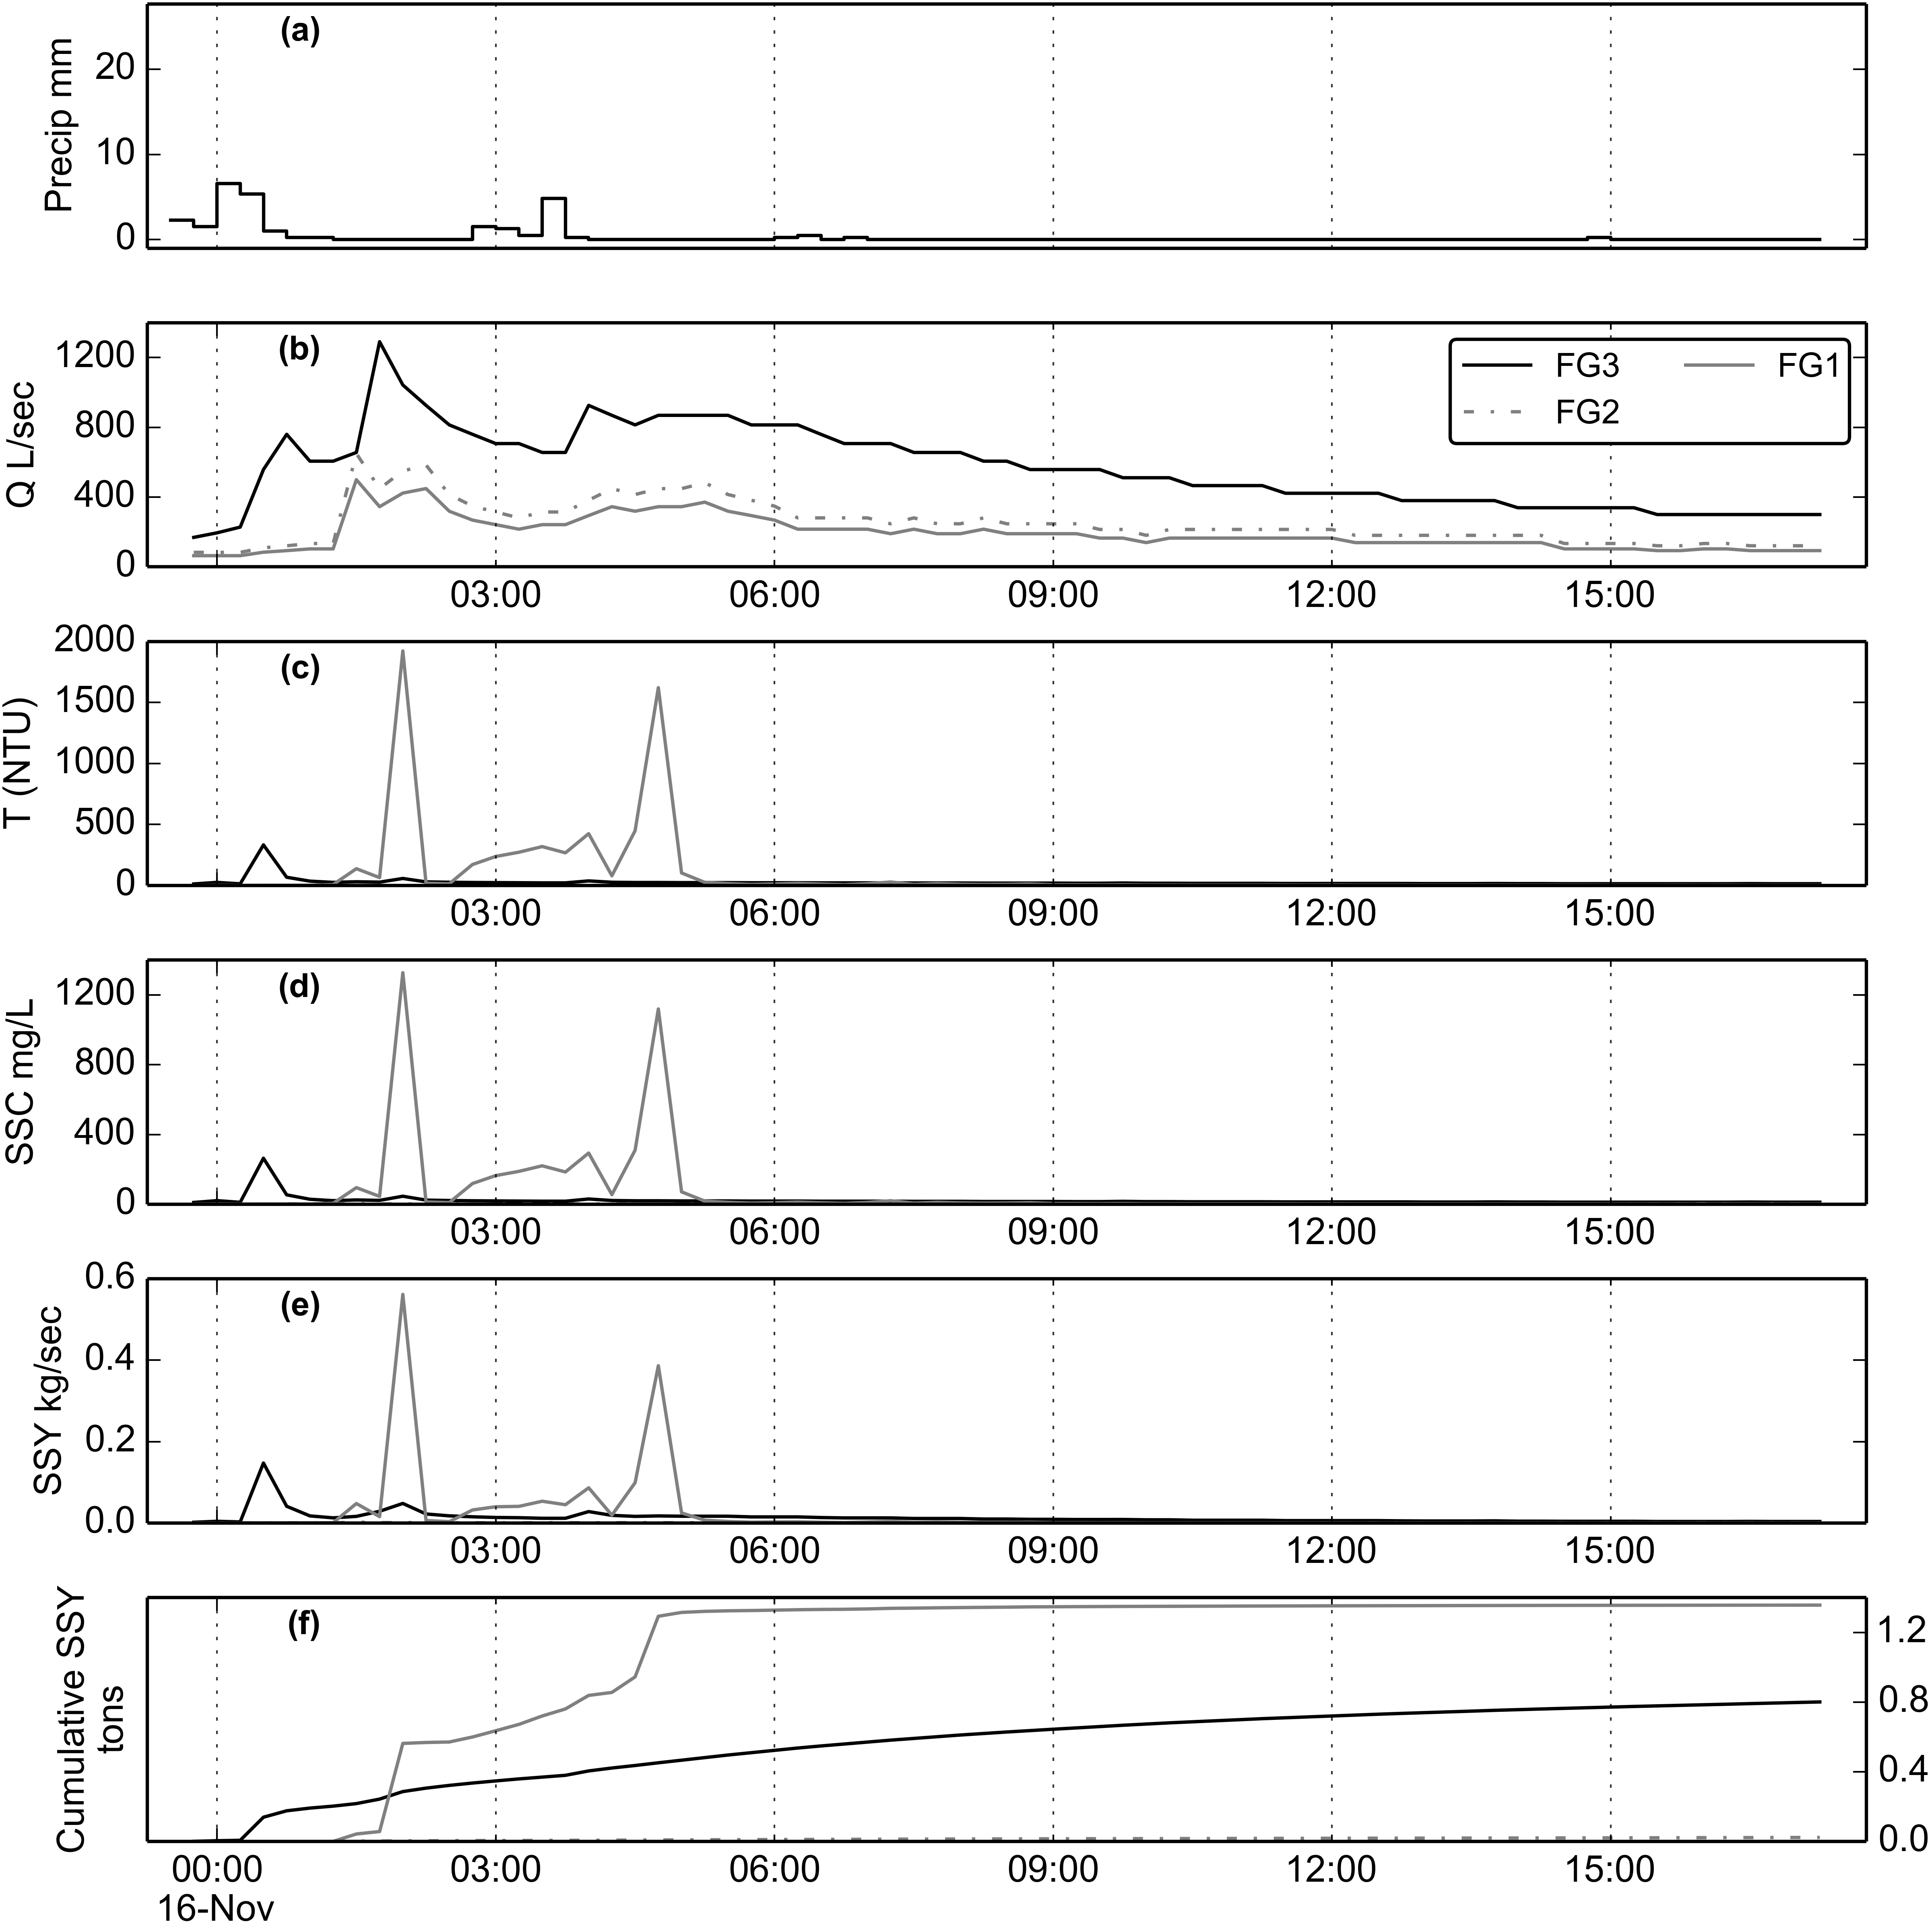 (a)
Precip mm
20
10
0
(b)
Q L/sec
1200
800
400
0
FG3 FG1
FG2
03:00 06:00 09:00 12:00 15:00
(c)
T (NTU)
2000
1500
1000
500
0
03:00 06:00 09:00 12:00 15:00
(d)
SSC mg/L
1200
800
400
0
03:00 06:00 09:00 12:00 15:00
(e)
SSY kg/sec
0.6
0.4
0.2
0.0
03:00 06:00 09:00 12:00 15:00
(f)
Cumulative SSY
tons
1.2
0.8
0.4
0.0
00:00 03:00 06:00 09:00 12:00 15:00
16-Nov